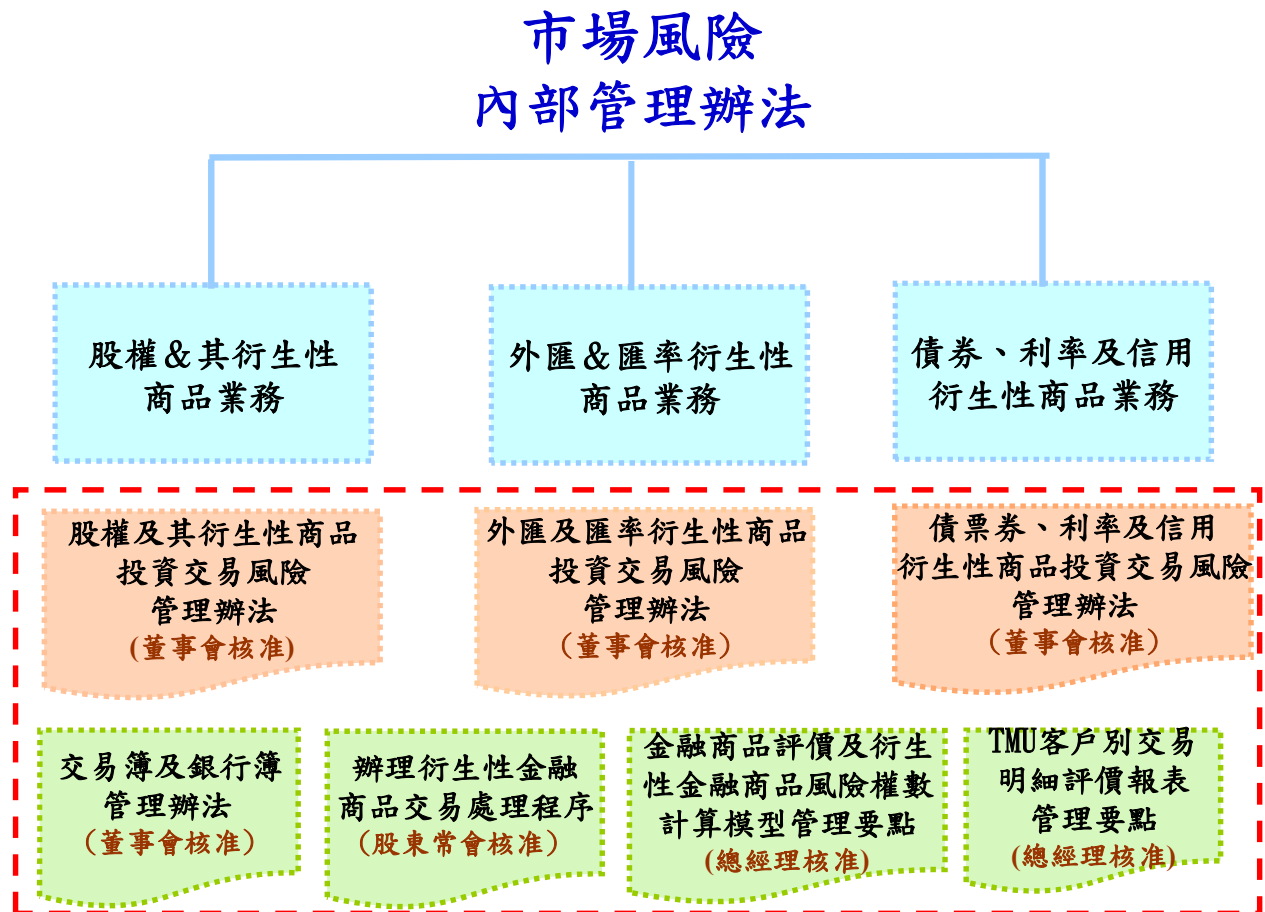 市場風險
內部管理辦法
股權＆其衍生性
商品業務
外匯＆匯率衍生性
商品業務
債券、利率及信用
衍生性商品業務
股權及其衍生性商品
投資交易風險
管理辦法
(董事會核准)
外匯及匯率衍生性商品
投資交易風險
管理辦法
（董事會核准）
債票券、利率及信用
衍生性商品投資交易風險
管理辦法
（董事會核准）
交易簿及銀行簿
管理辦法
（董事會核准）
辦理衍生性金融
商品交易處理程序
（股東常會核准）
金融商品評價及衍生
性金融商品風險權數
計算模型管理要點
(總經理核准)
TMU客戶別交易
明細評價報表
管理要點
(總經理核准)